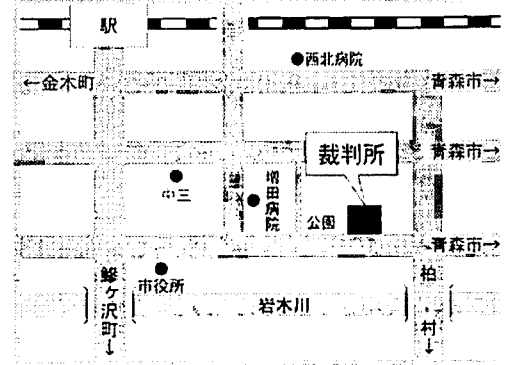 駅
西北病院
←金木町
青森市→
裁判所
青森市→
中三
増田病院
公園
青森市→
市役所
鰺ヶ沢町↓
岩木川
柏村↓